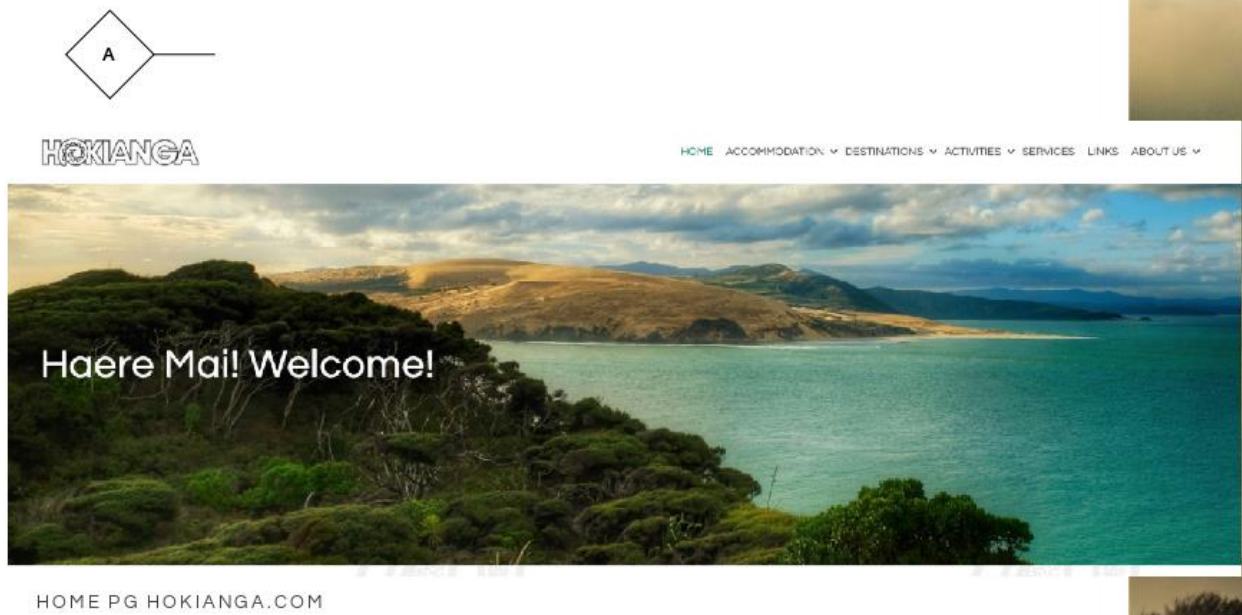 A
HOKIANGA
HOME ACCOMMODATION DESTINATIONS ACTIVITIES SERVICES LINKS ABOUT US
Haere Mai! Welcome!
HOME PG HOKIANGA.COM